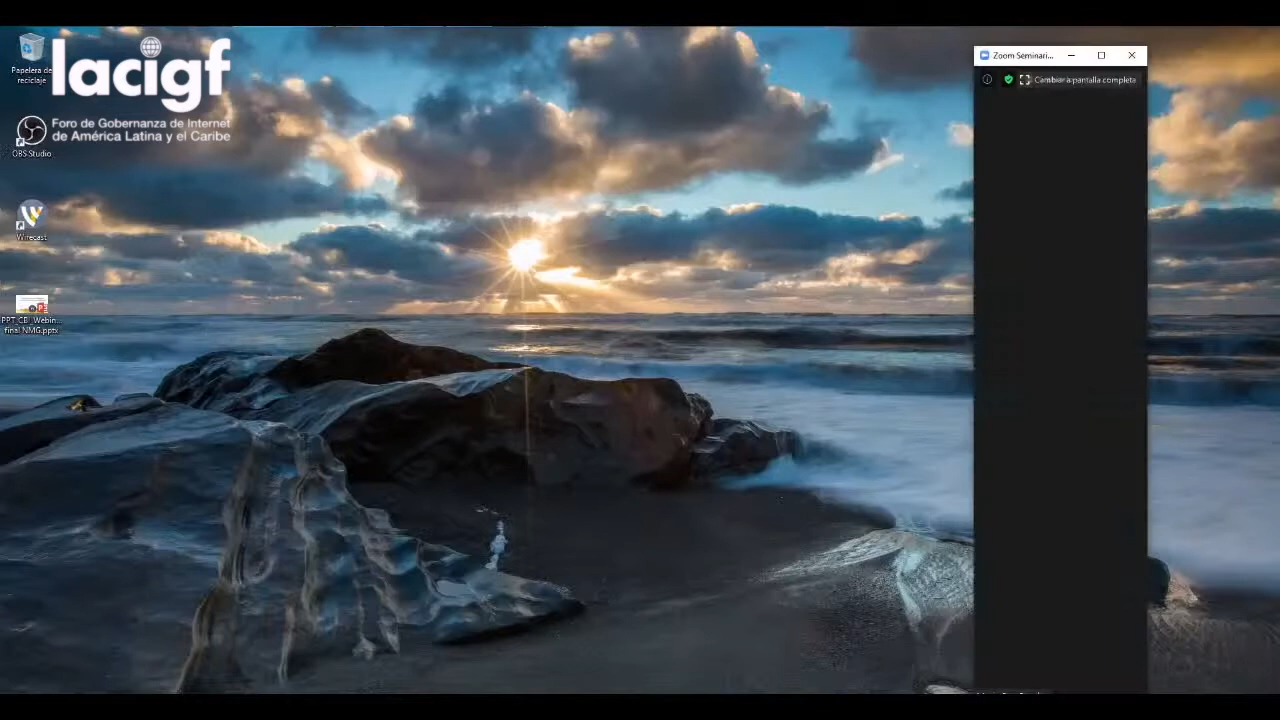 Papelera de
reciclaje
lacigf
Foro de Gobernanza de Internet
de América Latina y el Caribe
OBS Studio
Wirecast
PPT_CBI_Webin...
final NMG.pptx
Zoom Seminari...
Cambiar a pantalla completa